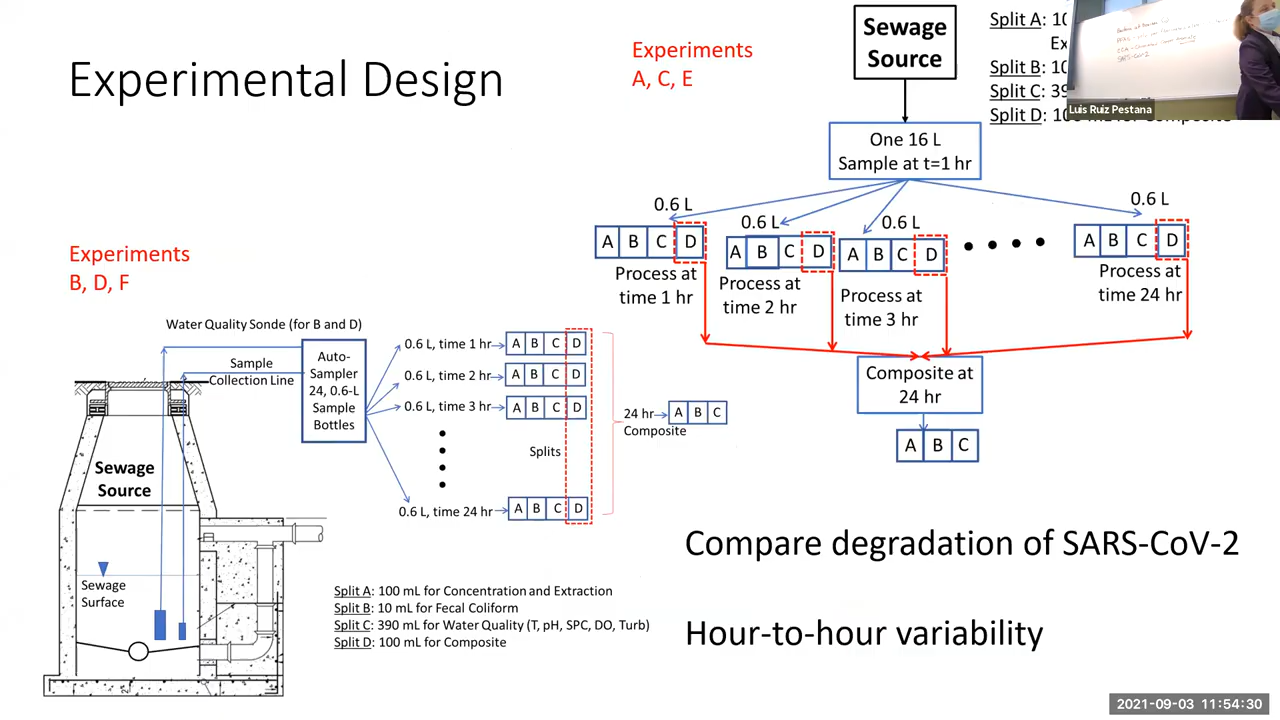 Experimental Design
Experiments
A, C, E
Sewage
Source
Split A: 10
Ex
Split B: 10
Split C: 39
Split D: 10
Luis Ruiz Pestana
SARS-CoV-2
One 16 L
Sample at t=1 hr
0.6 L
0.6 L
0.6 L
0.6 L
A B C D
A B C D
A B C D
A B C D
Process at
time 1 hr
Process at
time 2 hr
Process at
time 3 hr
Process at
time 24 hr
Composite at
24 hr
A B C
Experiments
B, D, F
Water Quality Sonde (for B and D)
Sample
Collection Line
Auto-
Sampler
24, 0.6-L
Sample
Bottles
0.6 L, time 1 hr
A B C D
0.6 L, time 2 hr
A B C D
0.6 L, time 3 hr
A B C D
24 hr
Composite
A B C
Splits
0.6 L, time 24 hr
A B C D
Sewage
Source
Sewage
Surface
Split A: 100 mL for Concentration and Extraction
Split B: 10 mL for Fecal Coliform
Split C: 390 mL for Water Quality (T, pH, SPC, DO, Turb)
Split D: 100 mL for Composite
Compare degradation of SARS-CoV-2
Hour-to-hour variability
2021-09-03 11:54:30